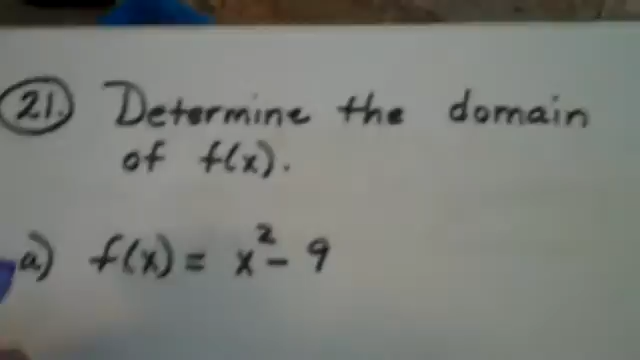 21. Determine the domain
of f(x).
a) f(x) = x² - 9